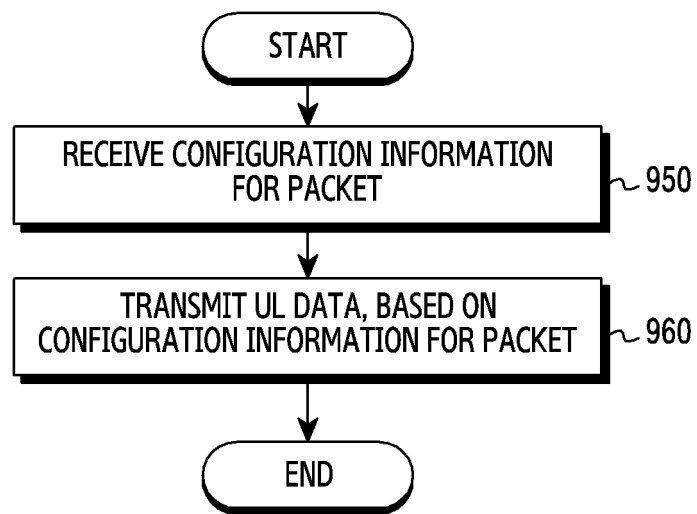 START
RECEIVE CONFIGURATION INFORMATION
FOR PACKET
950
TRANSMIT UL DATA, BASED ON
CONFIGURATION INFORMATION FOR PACKET
960
END